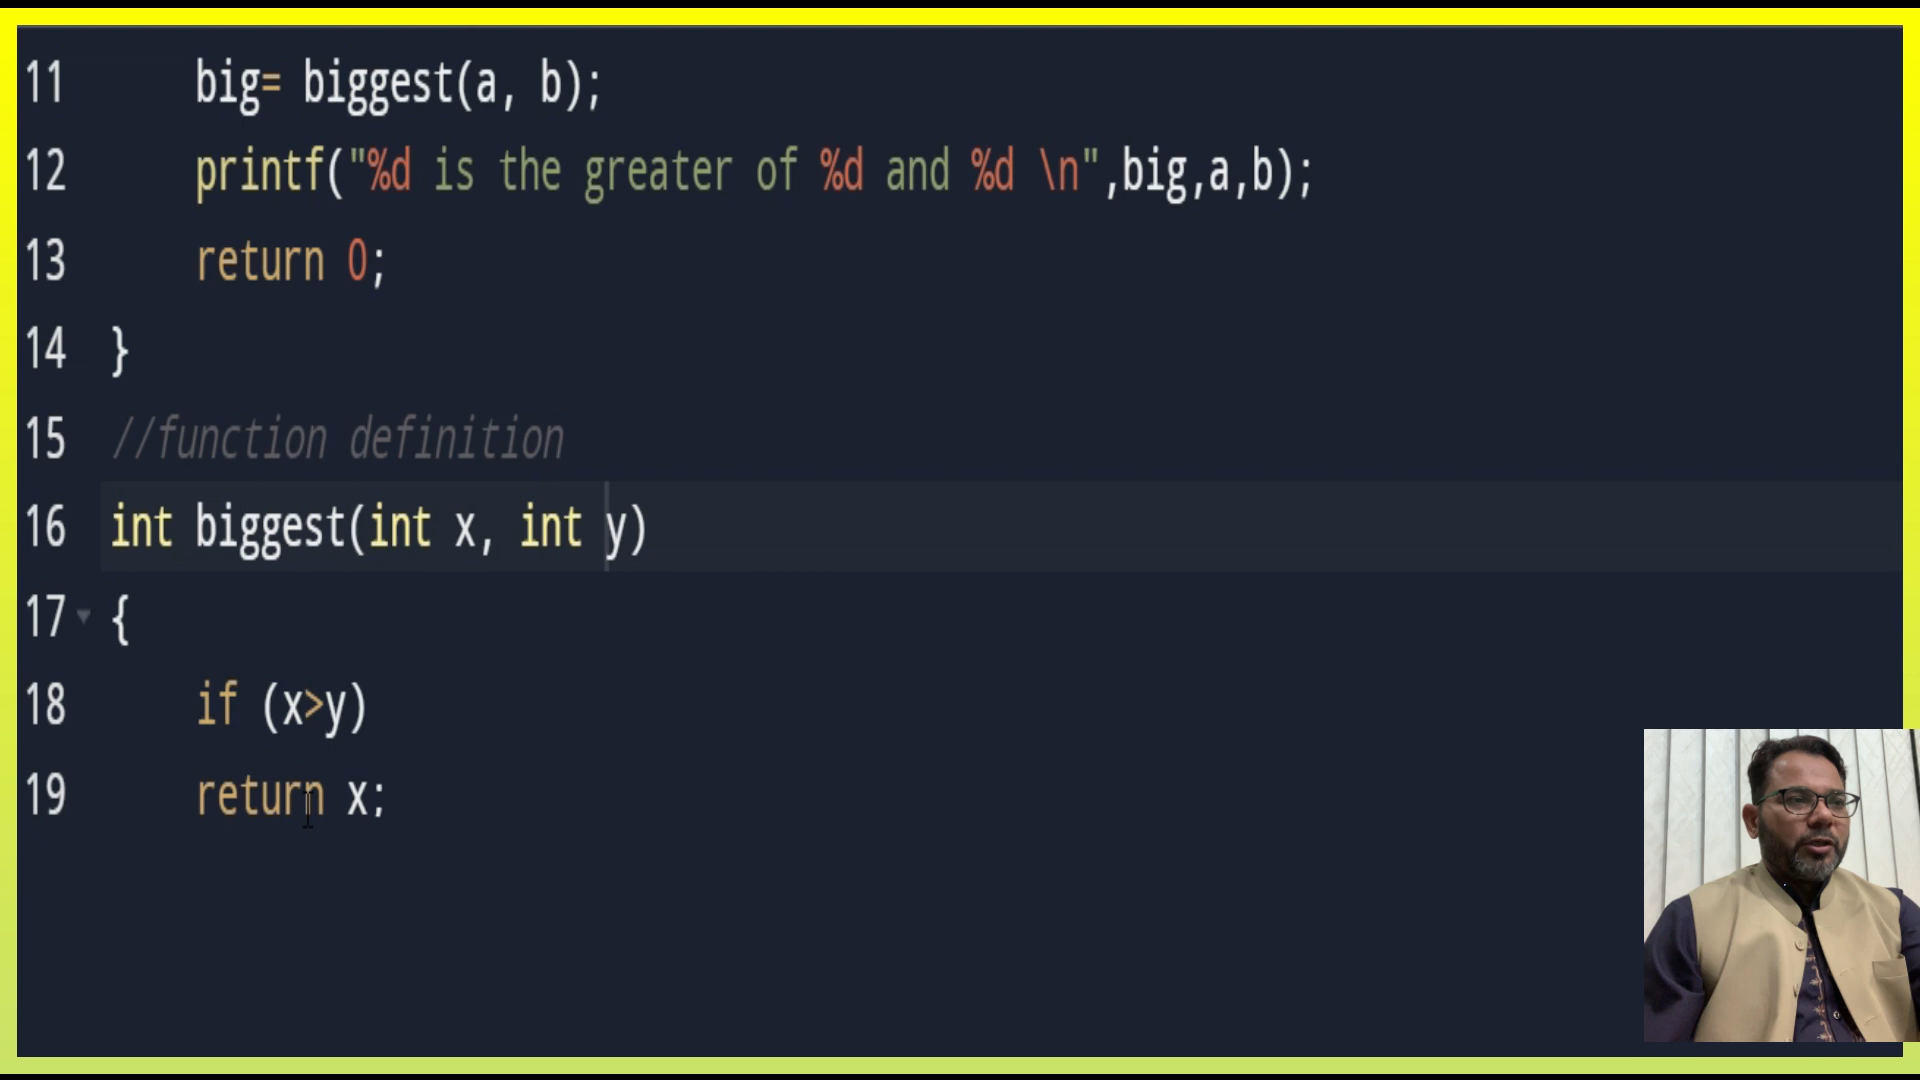 11 big= biggest(a, b);
12 printf("%d is the greater of %d and %d \n",big,a,b);
13 return 0;
14 }
15 //function definition
16 int biggest(int x, int y)
17 {
18 if (x>y)
19 return x;